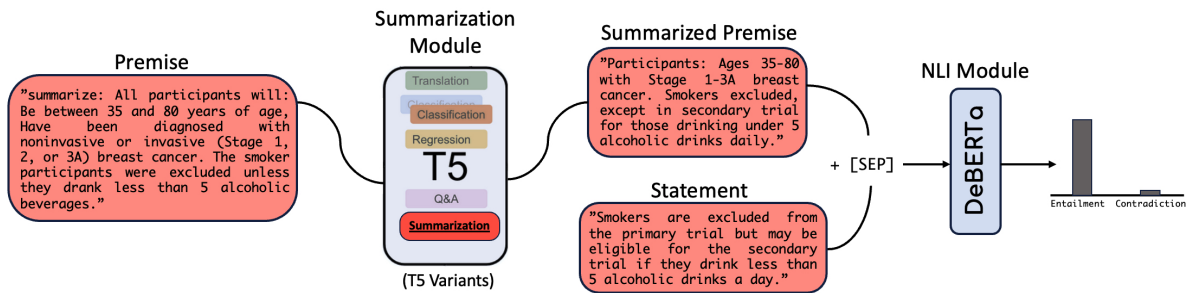 Premise
”summarize: All participants will:
Be between 35 and 80 years of age,
Have been diagnosed with
noninvasive or invasive (Stage 1,
2, or 3A) breast cancer. The smoker
participants were excluded unless
they drank less than 5 alcoholic
beverages.”
Summarization
Module
Translation
Classification
Classification
Regression
T5
Q&A
Summarization
(T5 Variants)
Summarized Premise
”Participants: Ages 35-80
with Stage 1-3A breast
cancer. Smokers excluded,
except in secondary trial
for those drinking under 5
alcoholic drinks daily.”
Statement
”Smokers are excluded from
the primary trial but may be
eligible for the secondary
trial if they drink less than
5 alcoholic drinks a day.”
+ [SEP]
NLI Module
DeBERTa
Entailment Contradiction